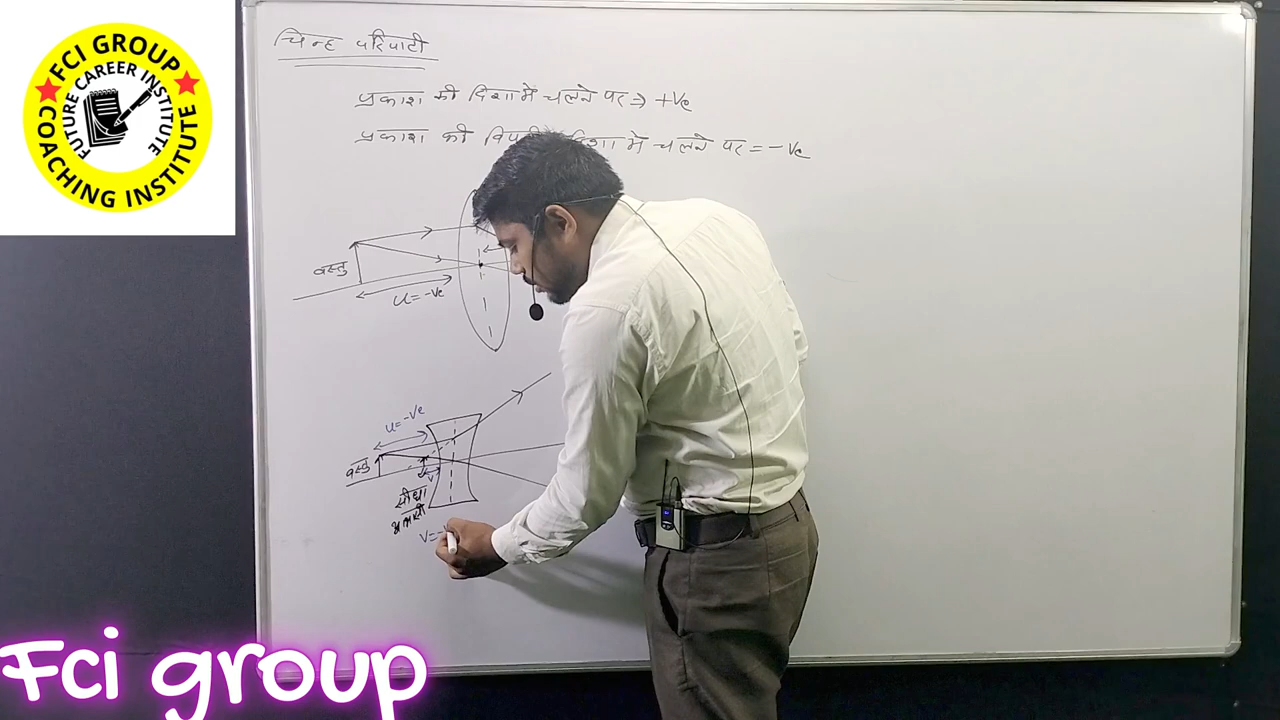 FCI GROUP
FUTURE CAREER INSTITUTE
COACHING INSTITUTE
चिन्ह परिपाटी
प्रकाश की दिशा में चलने पर ⇒ +Ve
प्रकाश की दिशा में चलने पर = -Ve
वस्तु
u = -Ve
u = -Ve
वस्तु
v
सीधा
आभासी
v = -
Fci group